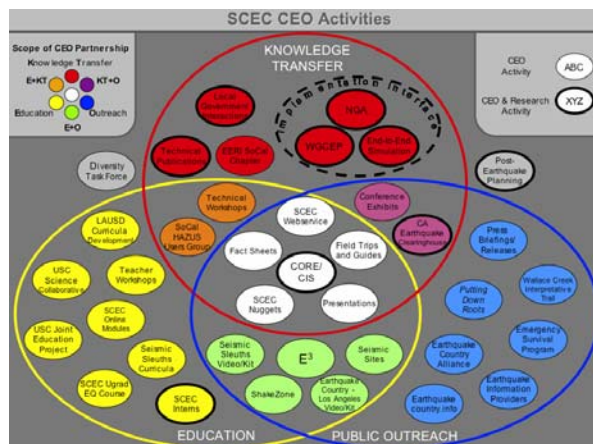 SCEC CEO Activities
Scope of CEO Partnership
Knowledge Transfer
E+KT
KT+O
Education
Outreach
E+O
KNOWLEDGE
TRANSFER
CEO
Activity
ABC
CEO & Research
Activity
XYZ
Local
Government
Interactions
Implementation Interface
NGA
WGCEP
End-to-End
Simulation
Technical
Publications
EERI SoCal
Chapter
Diversity
Task Force
Post-
Earthquake
Planning
Technical
Workshops
SoCal
HAZUS
Users Group
SCEC
Webservice
Conference
Exhibits
CA
Earthquake
Clearinghouse
Fact Sheets
Field Trips
and Guides
CORE/
CIS
SCEC
Nuggets
Presentations
LAUSD
Curricula
Development
USC
Science
Collaborative
Teacher
Workshops
SCEC
Online
Modules
USC Joint
Education
Project
Seismic
Sleuths
Curricula
SCEC Ugrad
EQ Course
SCEC
Interns
Press
Briefings/
Releases
Putting
Down
Roots
Wallace Creek
Interpretative
Trail
Earthquake
Country
Alliance
Emergency
Survival
Program
Earthquake
country.info
Earthquake
Information
Providers
Seismic
Sleuths
Video/Kit
E³
Seismic
Sites
ShakeZone
Earthquake
Country -
Los Angeles
Video/Kit
EDUCATION
PUBLIC OUTREACH